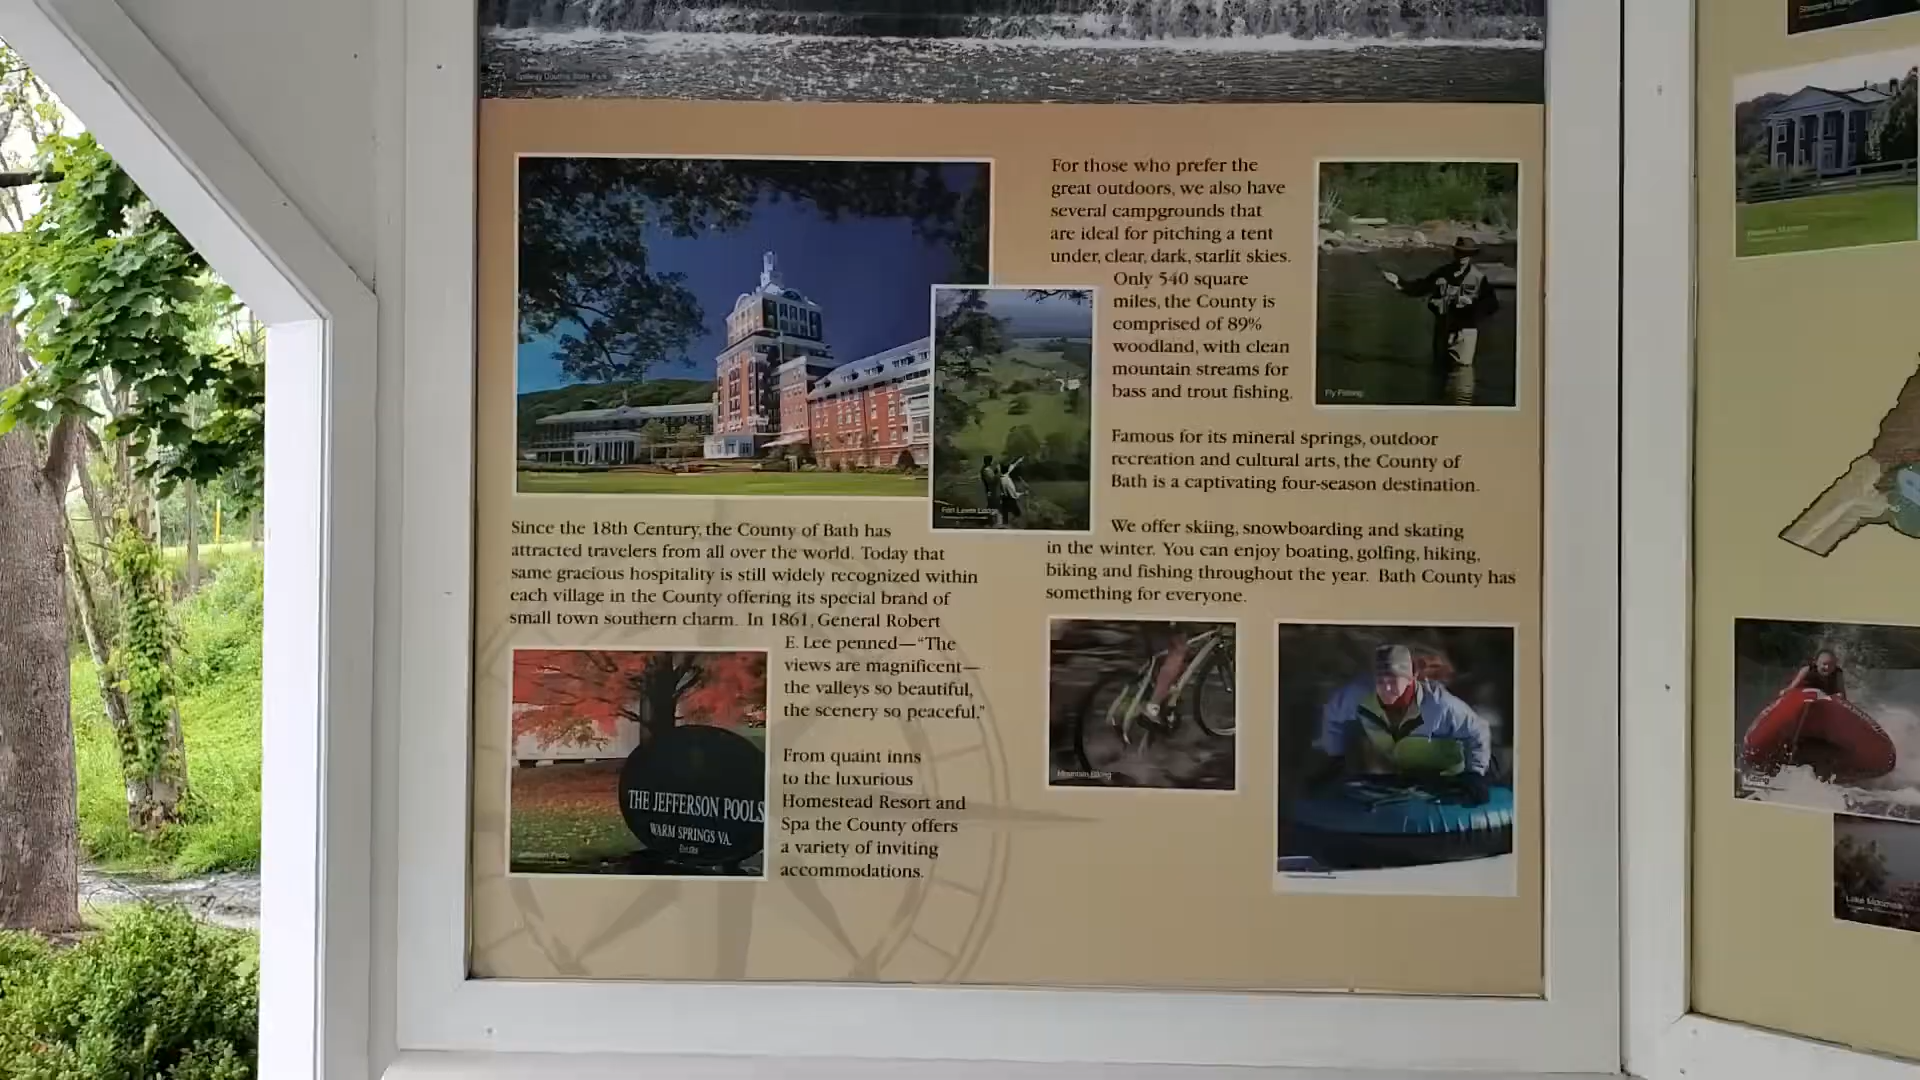 Since the 18th Century, the County of Bath has
attracted travelers from all over the world. Today that
same gracious hospitality is still widely recognized within
each village in the County offering its special brand of
small town southern charm. In 1861, General Robert
E. Lee penned—“The
views are magnificent—
the valleys so beautiful,
the scenery so peaceful.”
From quaint inns
to the luxurious
Homestead Resort and
Spa the County offers
a variety of inviting
accommodations.
THE JEFFERSON POOLS
WARM SPRINGS VA.
Fort Lewis Lodge
For those who prefer the
great outdoors, we also have
several campgrounds that
are ideal for pitching a tent
under, clear, dark, starlit skies.
Only 540 square
miles, the County is
comprised of 89%
woodland, with clean
mountain streams for
bass and trout fishing.
Fly Fishing
Famous for its mineral springs, outdoor
recreation and cultural arts, the County of
Bath is a captivating four-season destination.
We offer skiing, snowboarding and skating
in the winter. You can enjoy boating, golfing, hiking,
biking and fishing throughout the year. Bath County has
something for everyone.
Mountain Biking